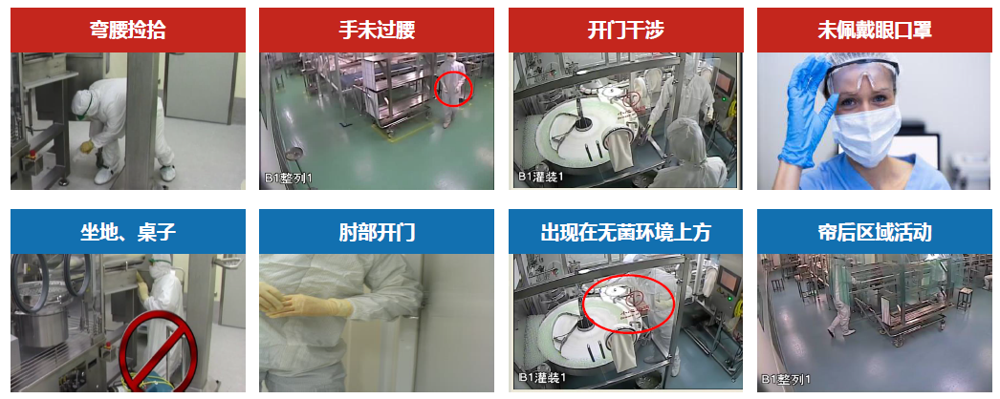 弯腰捡拾
手未过腰
开门干涉
未佩戴眼口罩
B1整列1
B1灌装1
坐地、桌子
肘部开门
出现在无菌环境上方
帘后区域活动
B1灌装1
B1整列1